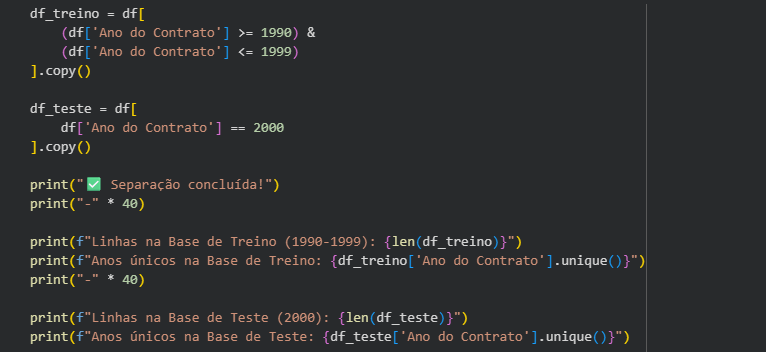 df_treino = df[
    (df['Ano do Contrato'] >= 1990) &
    (df['Ano do Contrato'] <= 1999)
].copy()

df_teste = df[
    df['Ano do Contrato'] == 2000
].copy()

print("✅ Separação concluída!")
print("-" * 40)

print(f"Linhas na Base de Treino (1990-1999): {len(df_treino)}")
print(f"Anos únicos na Base de Treino: {df_treino['Ano do Contrato'].unique()}")
print("-" * 40)

print(f"Linhas na Base de Teste (2000): {len(df_teste)}")
print(f"Anos únicos na Base de Teste: {df_teste['Ano do Contrato'].unique()}")